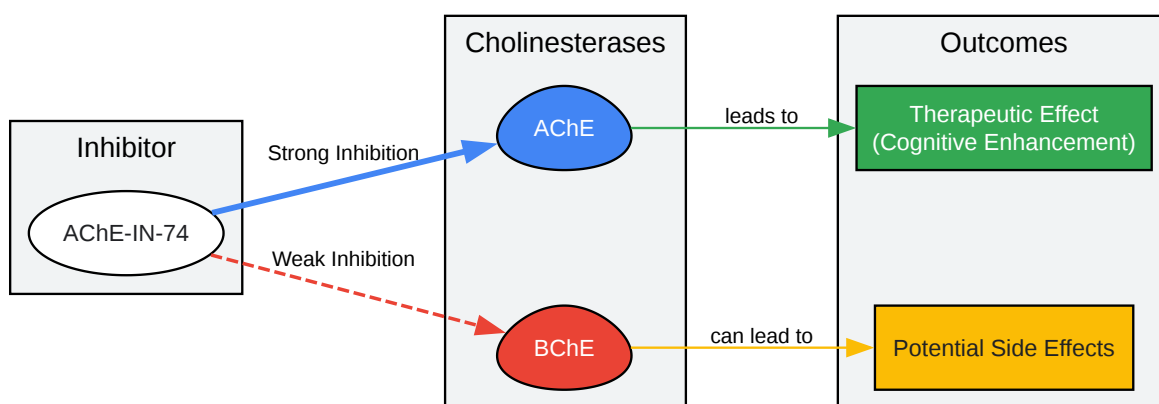 Inhibitor
AChE-IN-74
Strong Inhibition
Weak Inhibition
Cholinesterases
AChE
BChE
leads to
can lead to
Outcomes
Therapeutic Effect
(Cognitive Enhancement)
Potential Side Effects